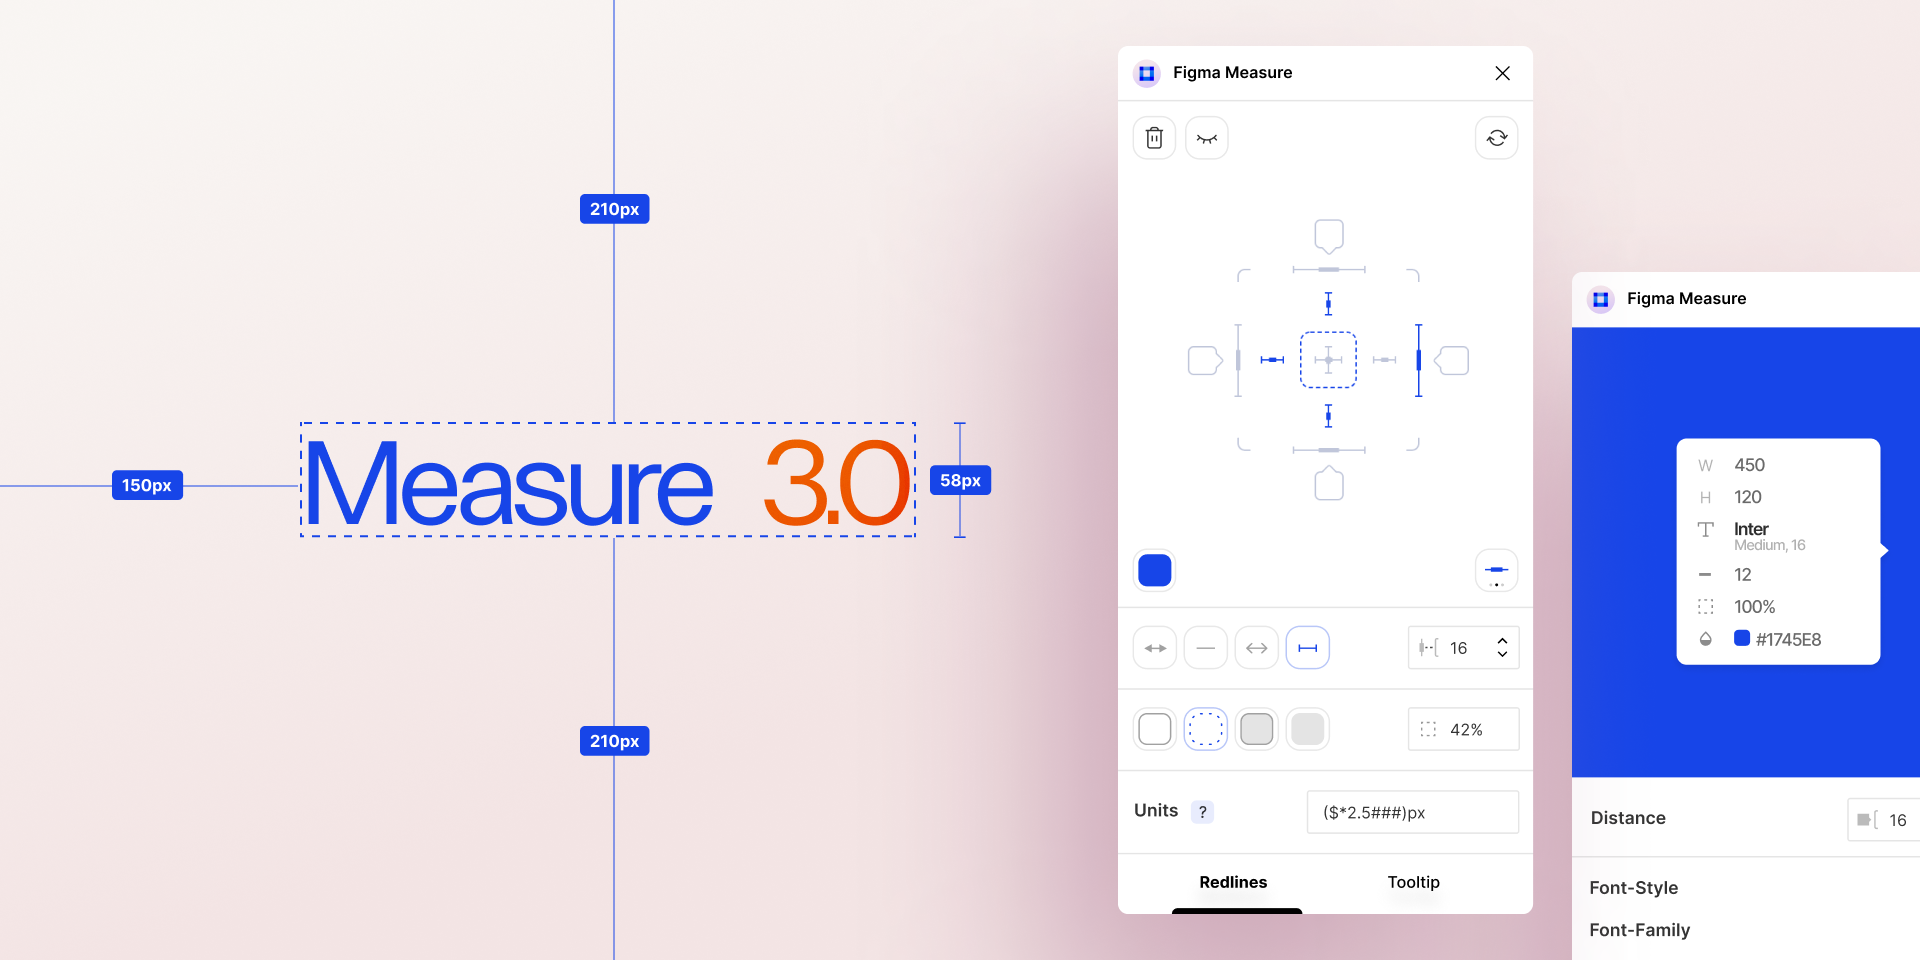 210px
150px
Measure 3.0
58px
210px
Figma Measure
16
42%
Units ?
($*2.5###)px
Redlines Tooltip
Figma Measure
W 450
H 120
Inter
Medium, 16
12
100%
#1745E8
Distance 16
Font-Style
Font-Family